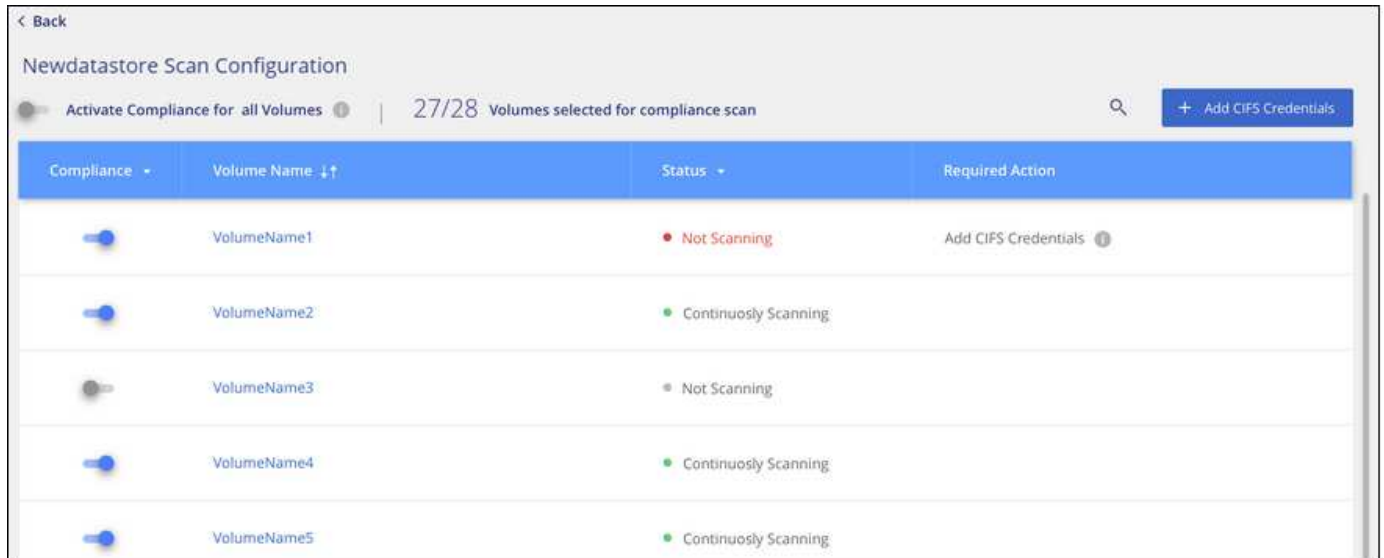 < Back
Newdatastore Scan Configuration
Activate Compliance for all Volumes | 27/28 Volumes selected for compliance scan + Add CIFS Credentials
Compliance Volume Name Status Required Action
VolumeName1 Not Scanning Add CIFS Credentials
VolumeName2 Continuosly Scanning
VolumeName3 Not Scanning
VolumeName4 Continuosly Scanning
VolumeName5 Continuosly Scanning